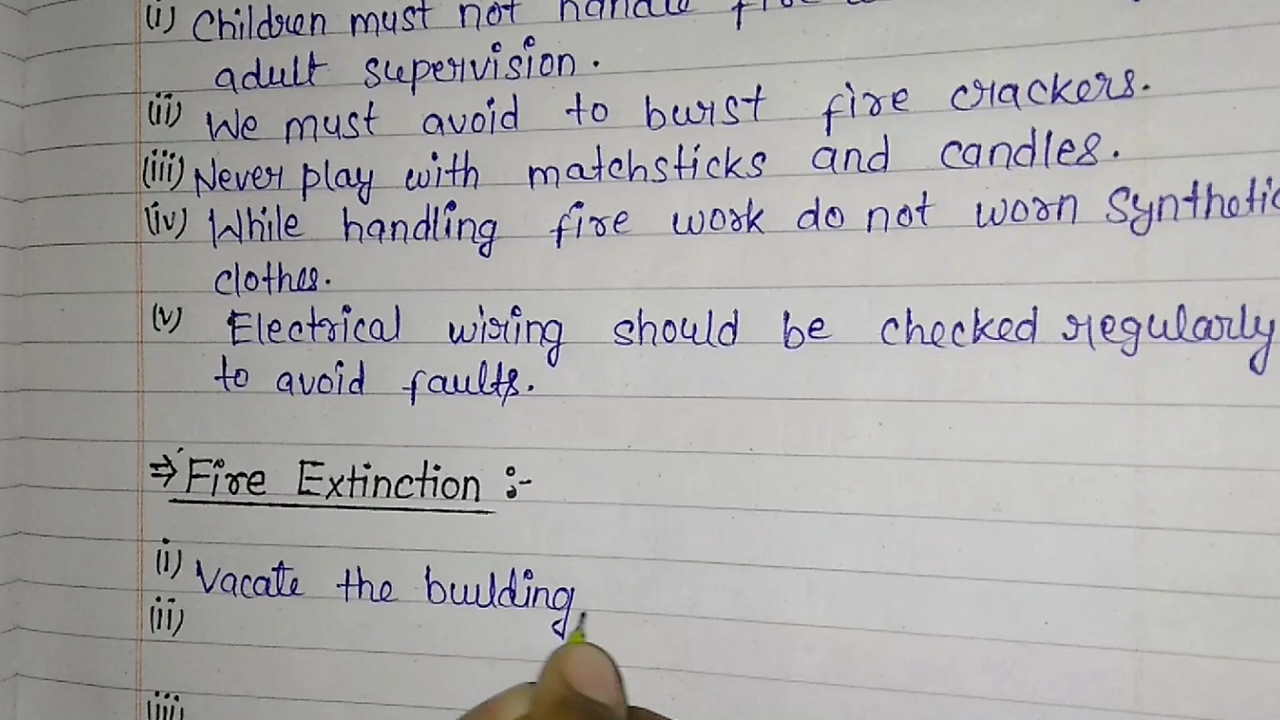 (i) Children must not handle
adult supervision.
(ii) We must avoid to burst fire crackers.
(iii) Never play with matchsticks and candles.
(iv) While handling fire work do not worn Synthetic
clothes.
(v) Electrical wiring should be checked regularly
to avoid faults.
⇒ Fire Extinction :-
(i) Vacate the building
(ii)
(iii)